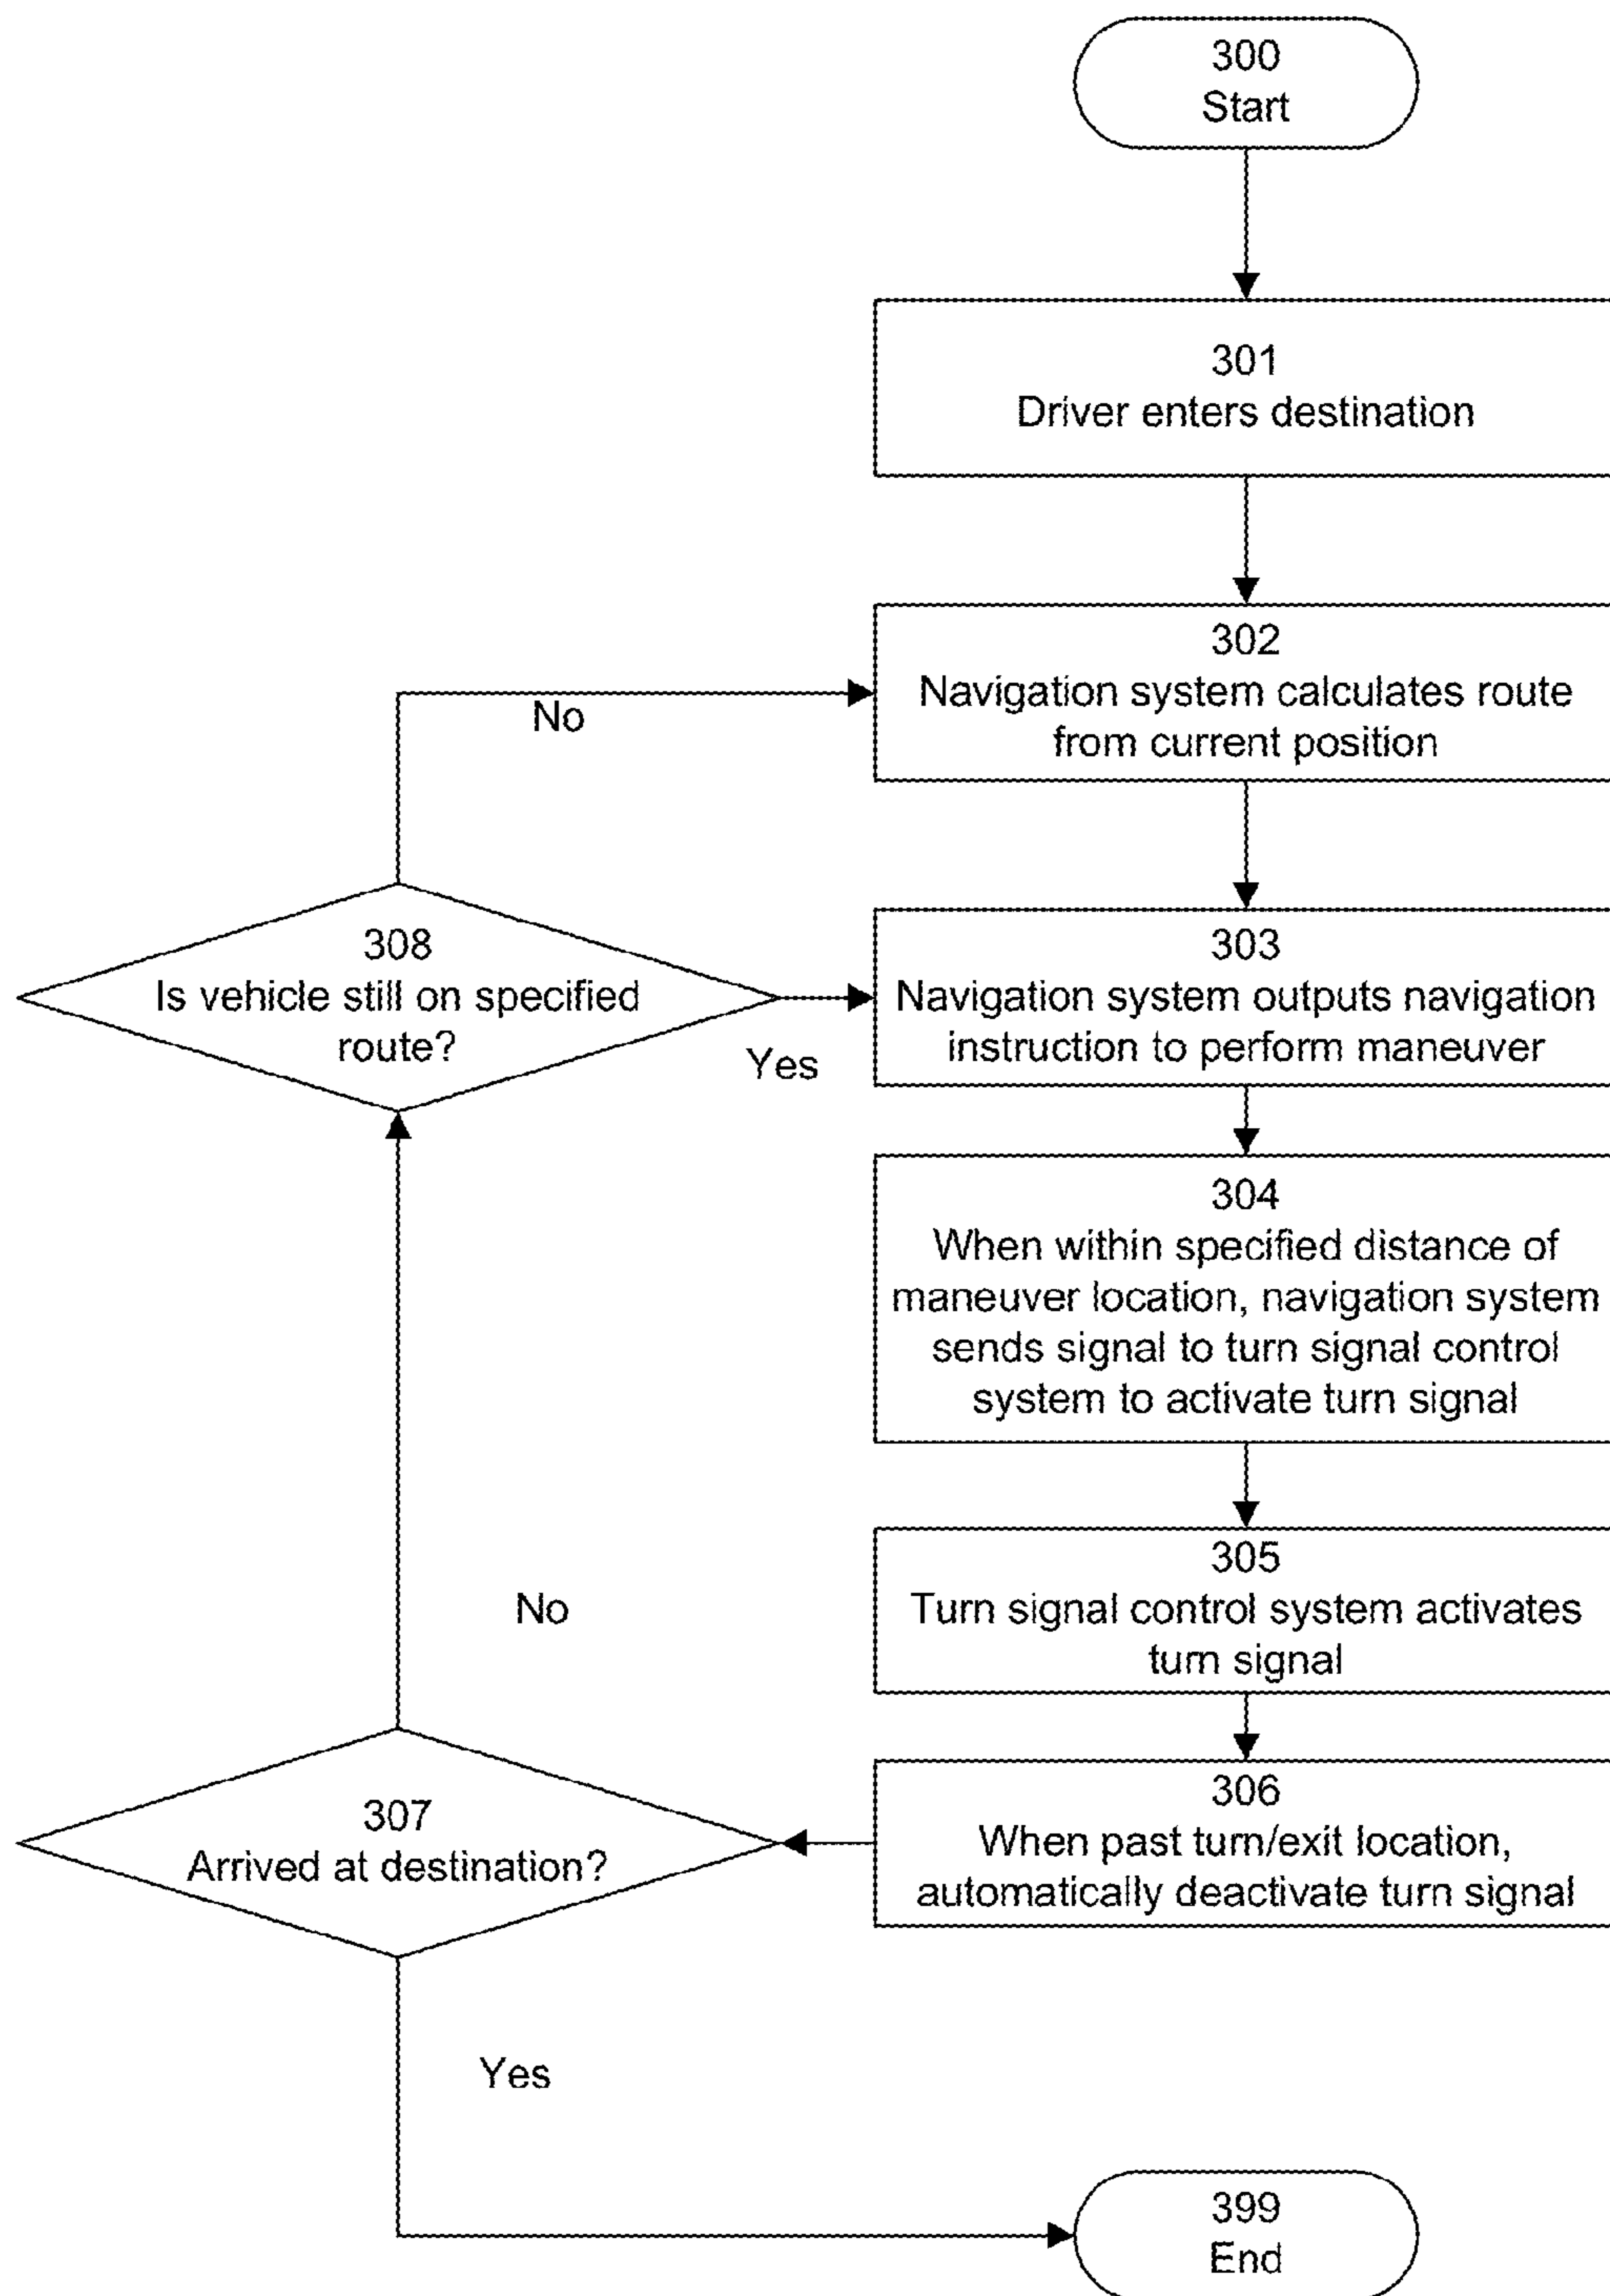 300
Start
301
Driver enters destination
302
Navigation system calculates route
from current position
No
308
Is vehicle still on specified
route?
Yes
303
Navigation system outputs navigation
instruction to perform maneuver
304
When within specified distance of
maneuver location, navigation system
sends signal to turn signal control
system to activate turn signal
305
Turn signal control system activates
turn signal
No
306
When past turn/exit location,
automatically deactivate turn signal
307
Arrived at destination?
Yes
399
End